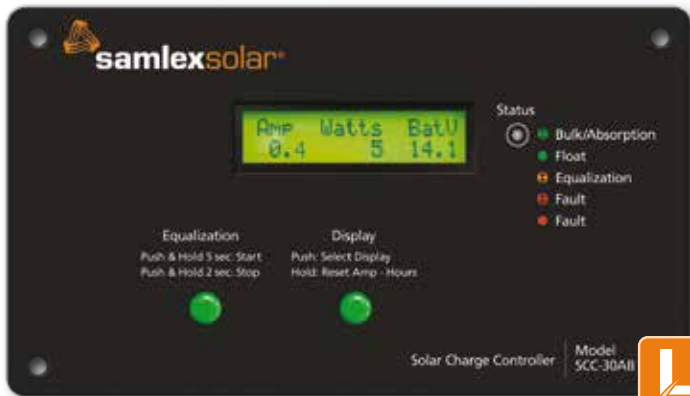 samlexsolar®
Amp Watts BatV
0.4 5 14.1
Status
Bulk/Absorption
Float
Equalization
Fault
Fault
Equalization
Push & Hold 5 sec. Start
Push & Hold 2 sec. Stop
Display
Push: Select Display
Hold: Reset Amp - Hours
Solar Charge Controller
Model
SCC-30AB